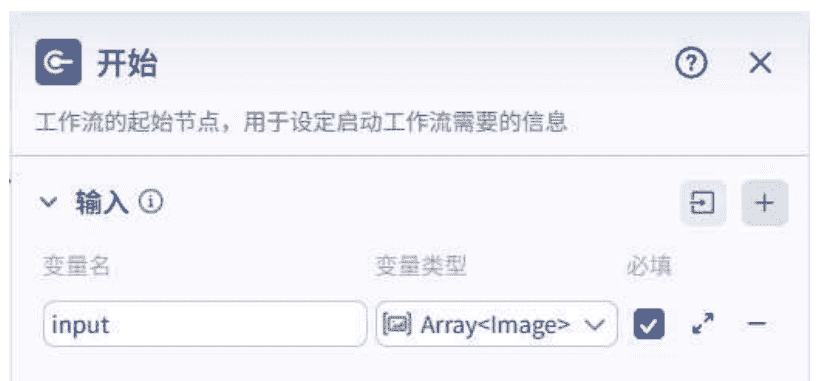 开始
工作流的起始节点，用于设定启动工作流需要的信息
输入
变量名 变量类型 必填
input Array<Image>